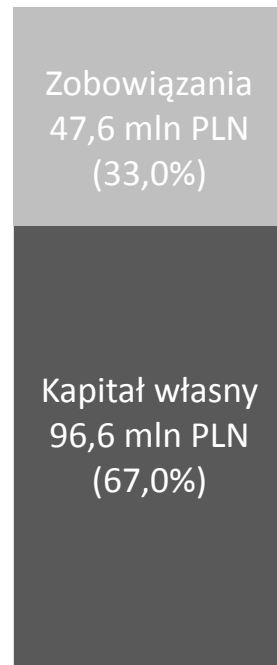 Zobowiązania
47,6 mln PLN
(33,0%)
Kapitał własny
96,6 mln PLN
(67,0%)